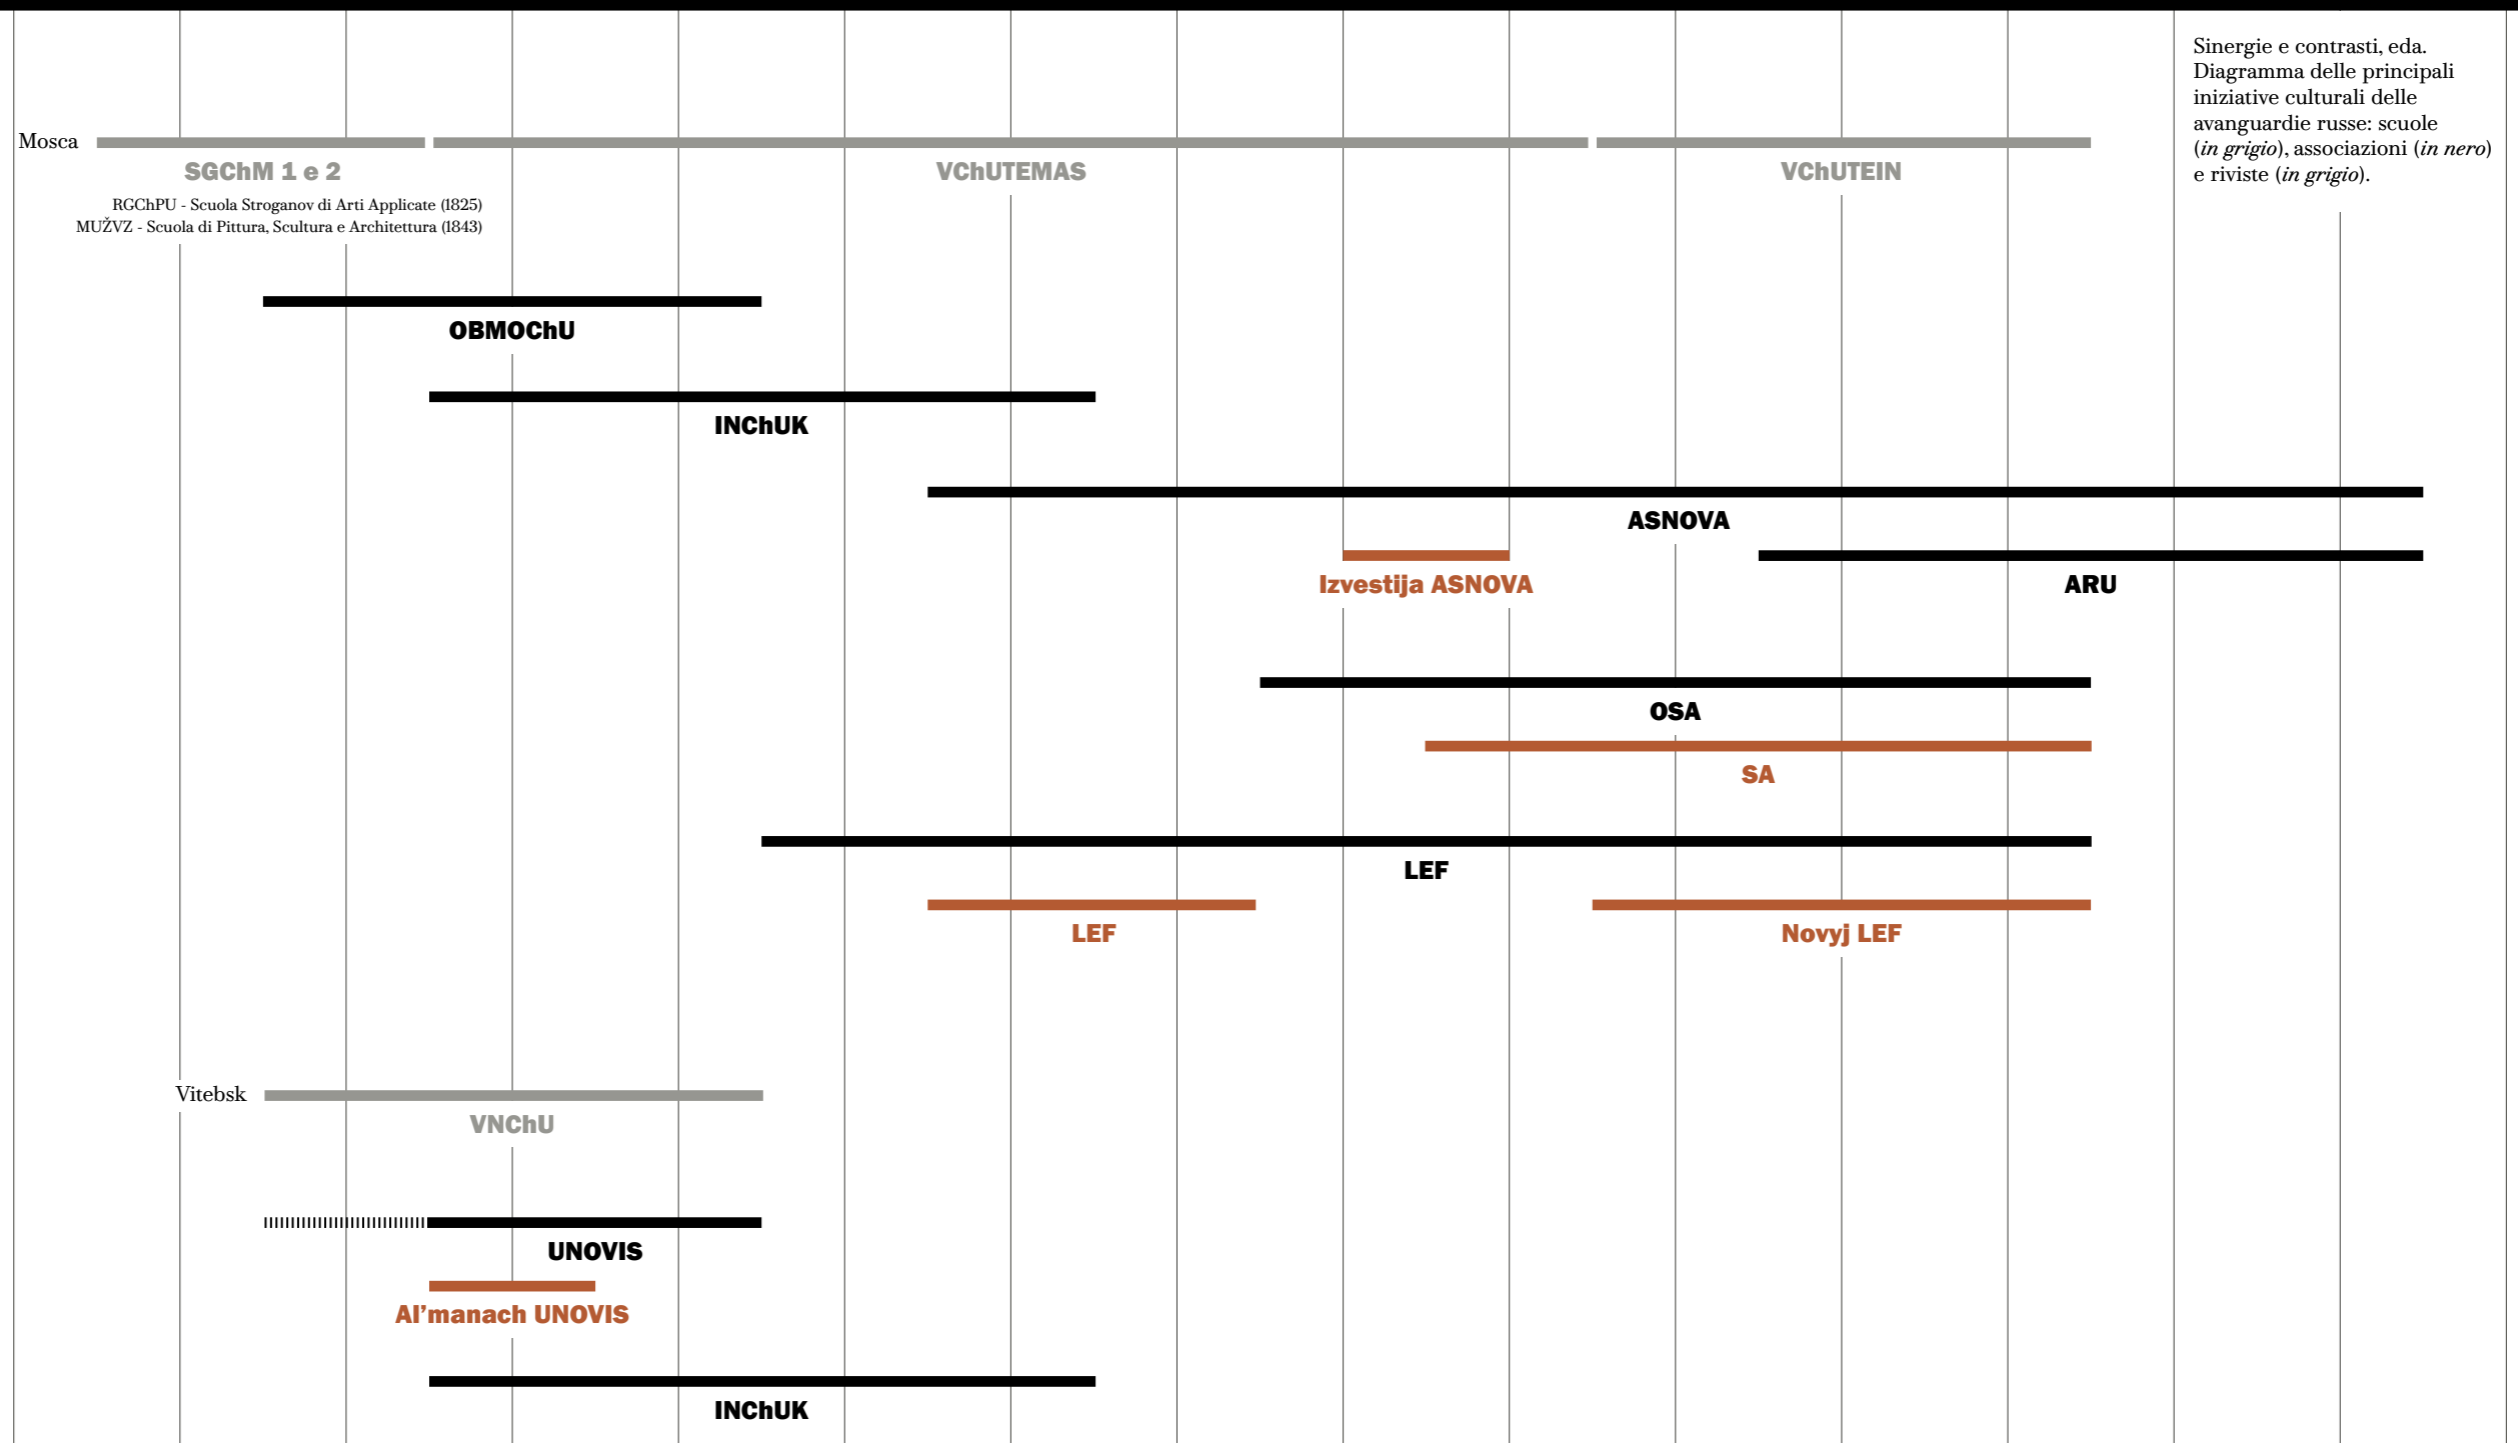 Sinergie e contrasti, eda.
Diagramma delle principali
iniziative culturali delle
avanguardie russe: scuole
(in grigio), associazioni (in nero)
e riviste (in grigio).
Mosca
SGChM 1 e 2
VChUTEMAS
VChUTEIN
RGChPU - Scuola Stroganov di Arti Applicate (1825)
MUŽVZ - Scuola di Pittura, Scultura e Architettura (1843)
OBMOChU
INChUK
ASNOVA
Izvestija ASNOVA
ARU
OSA
SA
LEF
LEF
Novyj LEF
Vitebsk
VNChU
UNOVIS
Al’manach UNOVIS
INChUK